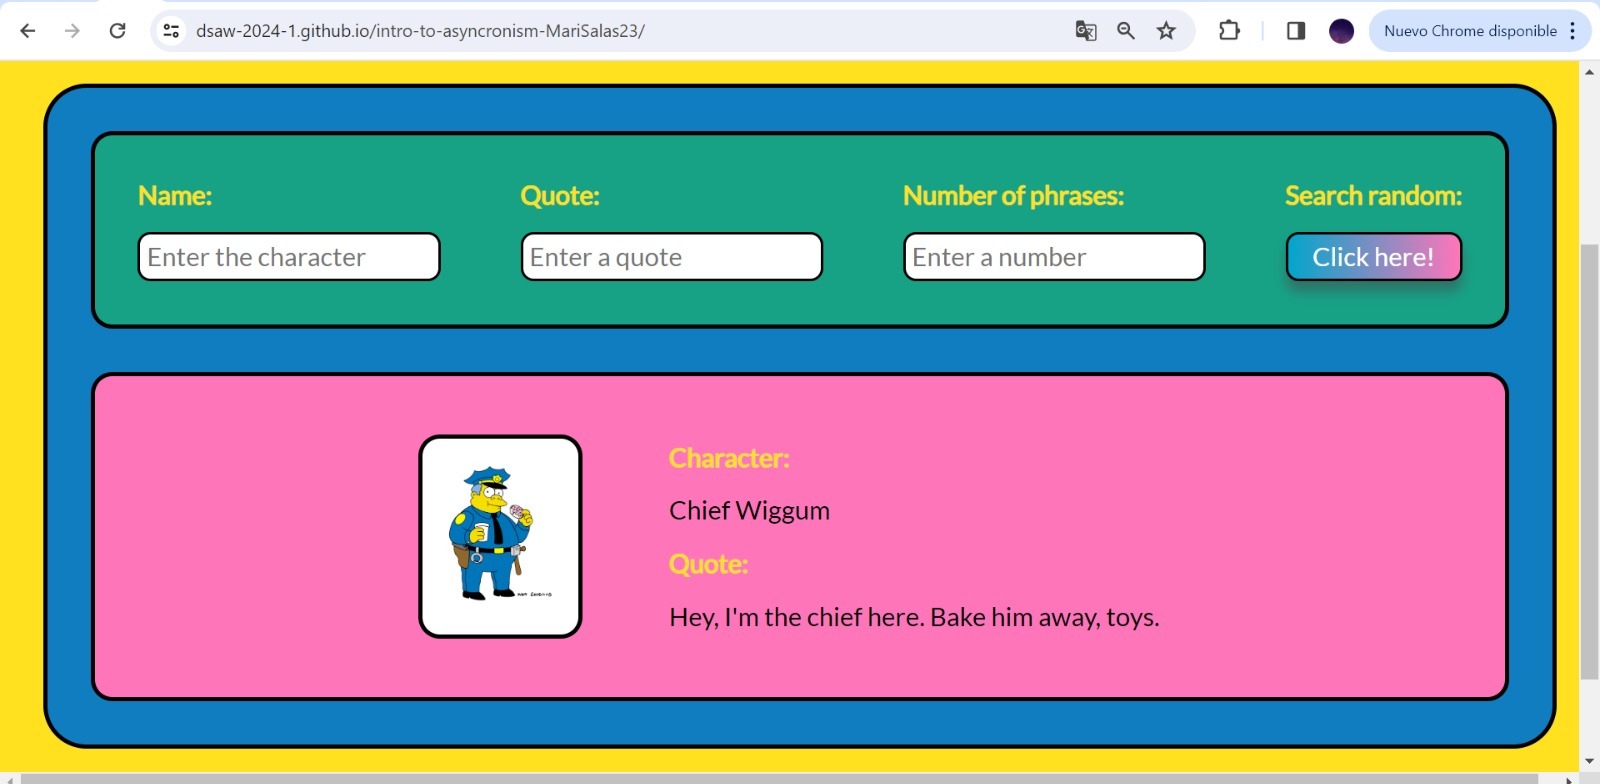 dsaw-2024-1.github.io/intro-to-asyncronism-MariSalas23/
Nuevo Chrome disponible
Name: Quote: Number of phrases: Search random:
Enter the character Enter a quote Enter a number Click here!
Character:
Chief Wiggum
Quote:
Hey, I'm the chief here. Bake him away, toys.